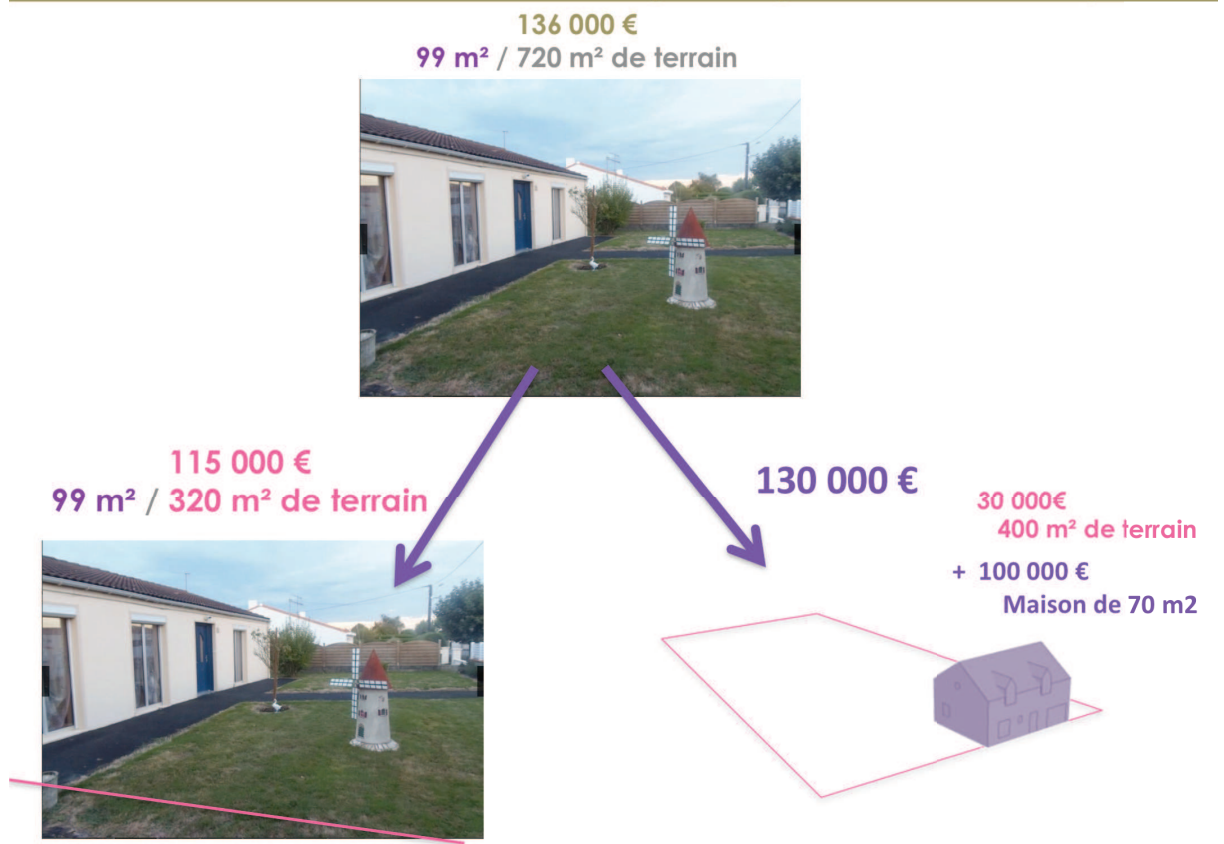 136 000 €
99 m² / 720 m² de terrain
115 000 €
99 m² / 320 m² de terrain
130 000 €
30 000€
400 m² de terrain
+ 100 000 €
Maison de 70 m2